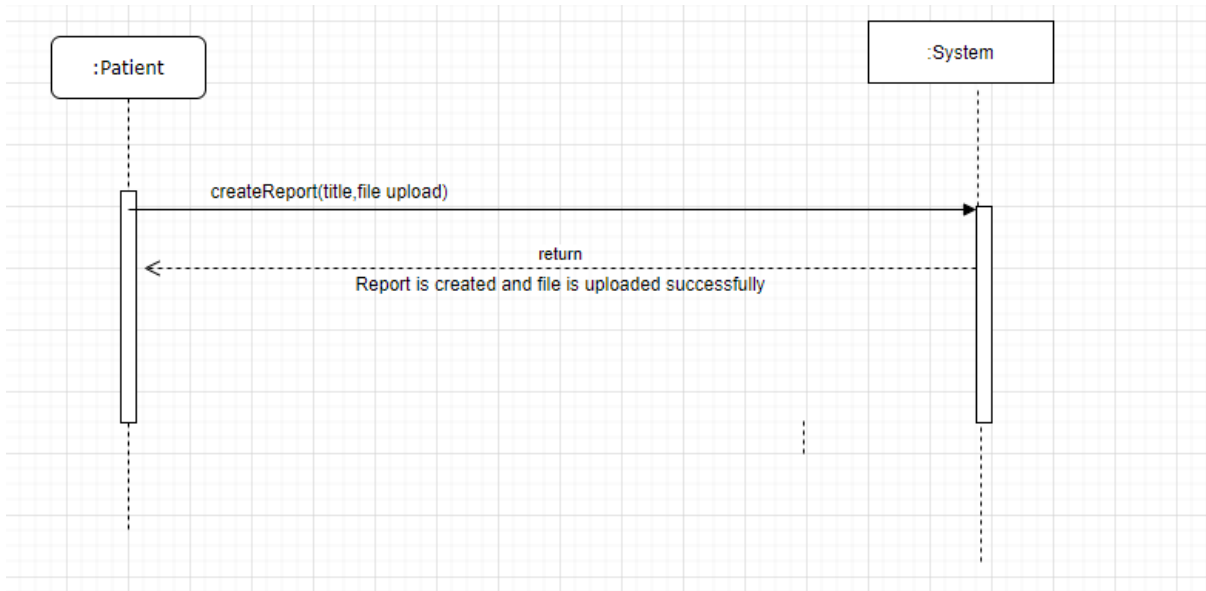 :Patient
:System
createReport(title,file upload)
return
Report is created and file is uploaded successfully